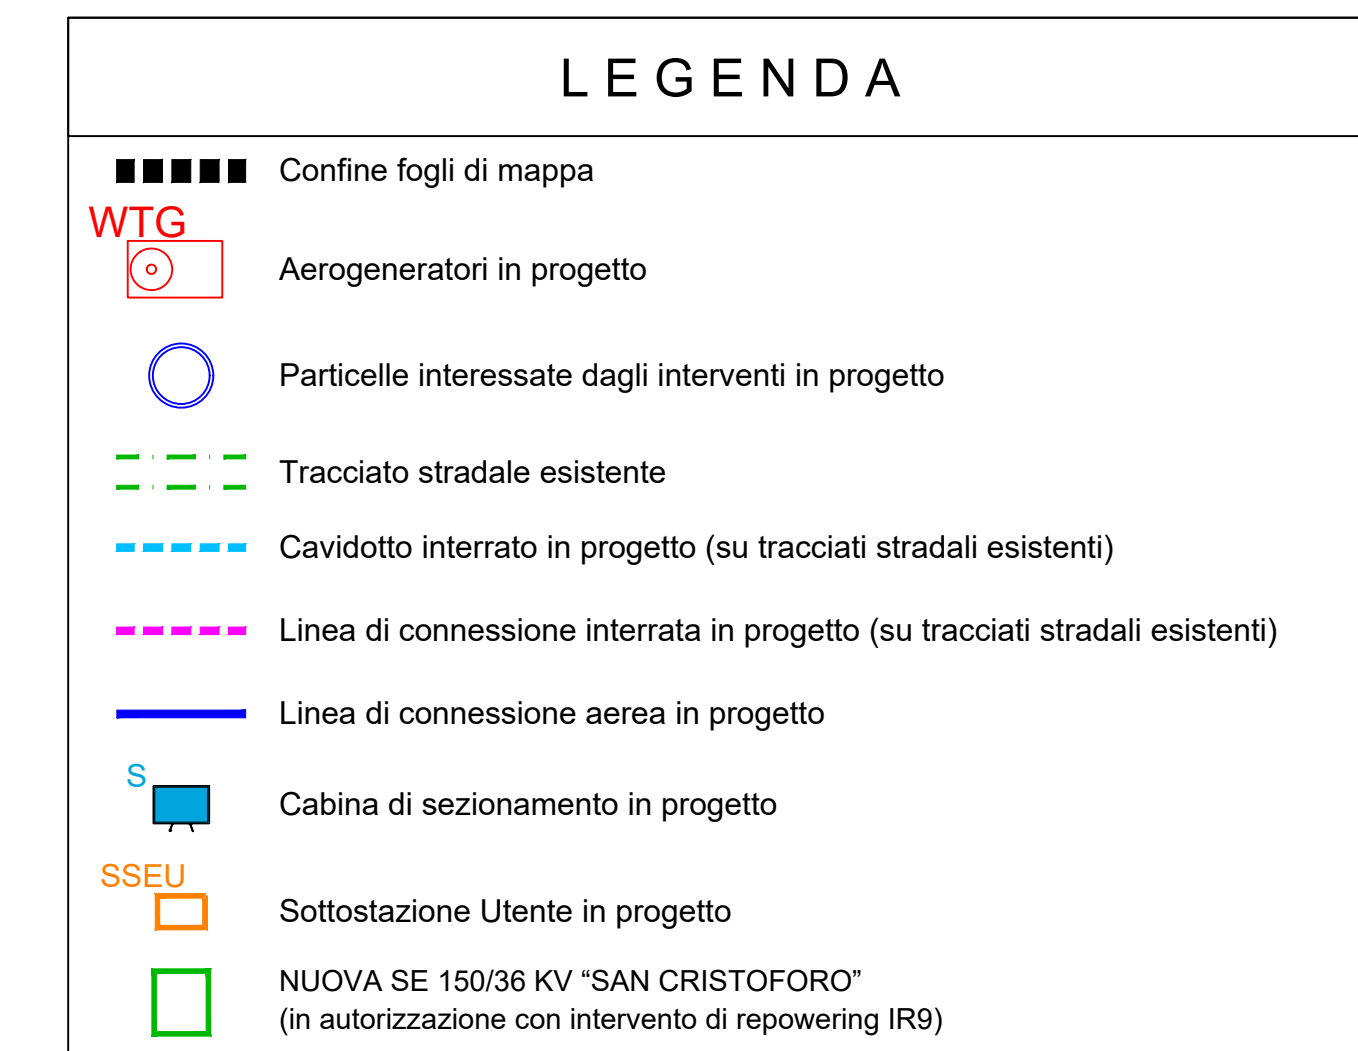 LEGENDA
Confine fogli di mappa
WTG
Aerogeneratori in progetto
Particelle interessate dagli interventi in progetto
Tracciato stradale esistente
Cavidotto interrato in progetto (su tracciati stradali esistenti)
Linea di connessione interrata in progetto (su tracciati stradali esistenti)
Linea di connessione aerea in progetto
S
Cabina di sezionamento in progetto
SSEU
Sottostazione Utente in progetto
NUOVA SE 150/36 KV “SAN CRISTOFORO”
(in autorizzazione con intervento di repowering IR9)